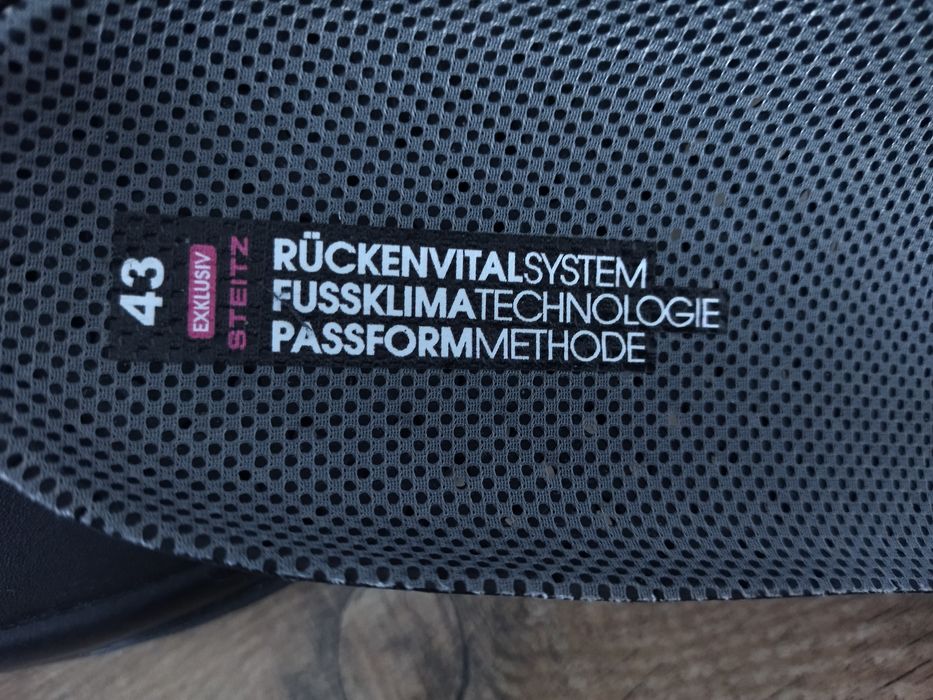 43
EXKLUSIV
STEITZ
RÜCKENVITALSYSTEM
FUSSKLIMATECHNOLOGIE
PASSFORMMETHODE